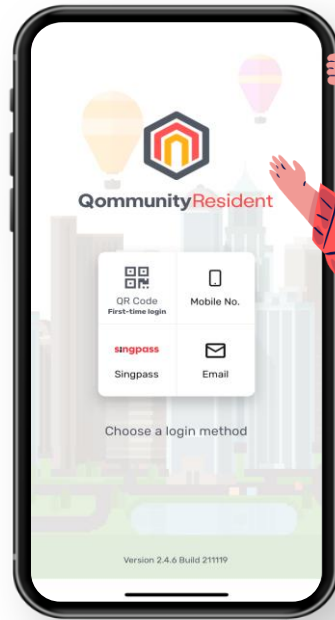 QommunityResident
QR Code
First-time login
Mobile No.
singpass
Singpass
Email
Choose a login method
Version 2.4.6 Build 211119